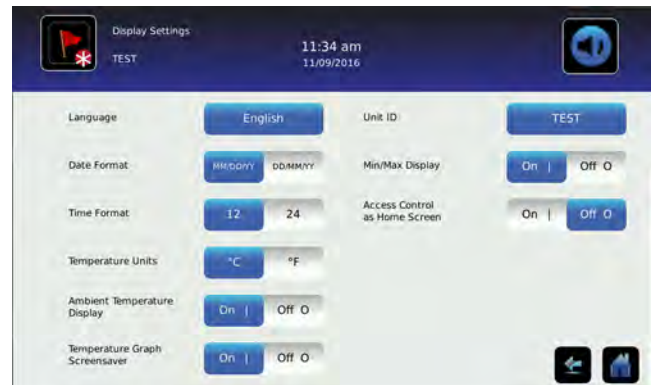 Display Settings
TEST
11:34 am
11/09/2016
Language
English
Unit ID
TEST
Date Format
MM/DD/YY
DD/MM/YY
Min/Max Display
On |
Off O
Time Format
12
24
Access Control
as Home Screen
On |
Off O
Temperature Units
°C
°F
Ambient Temperature
Display
On |
Off O
Temperature Graph
Screensaver
On |
Off O